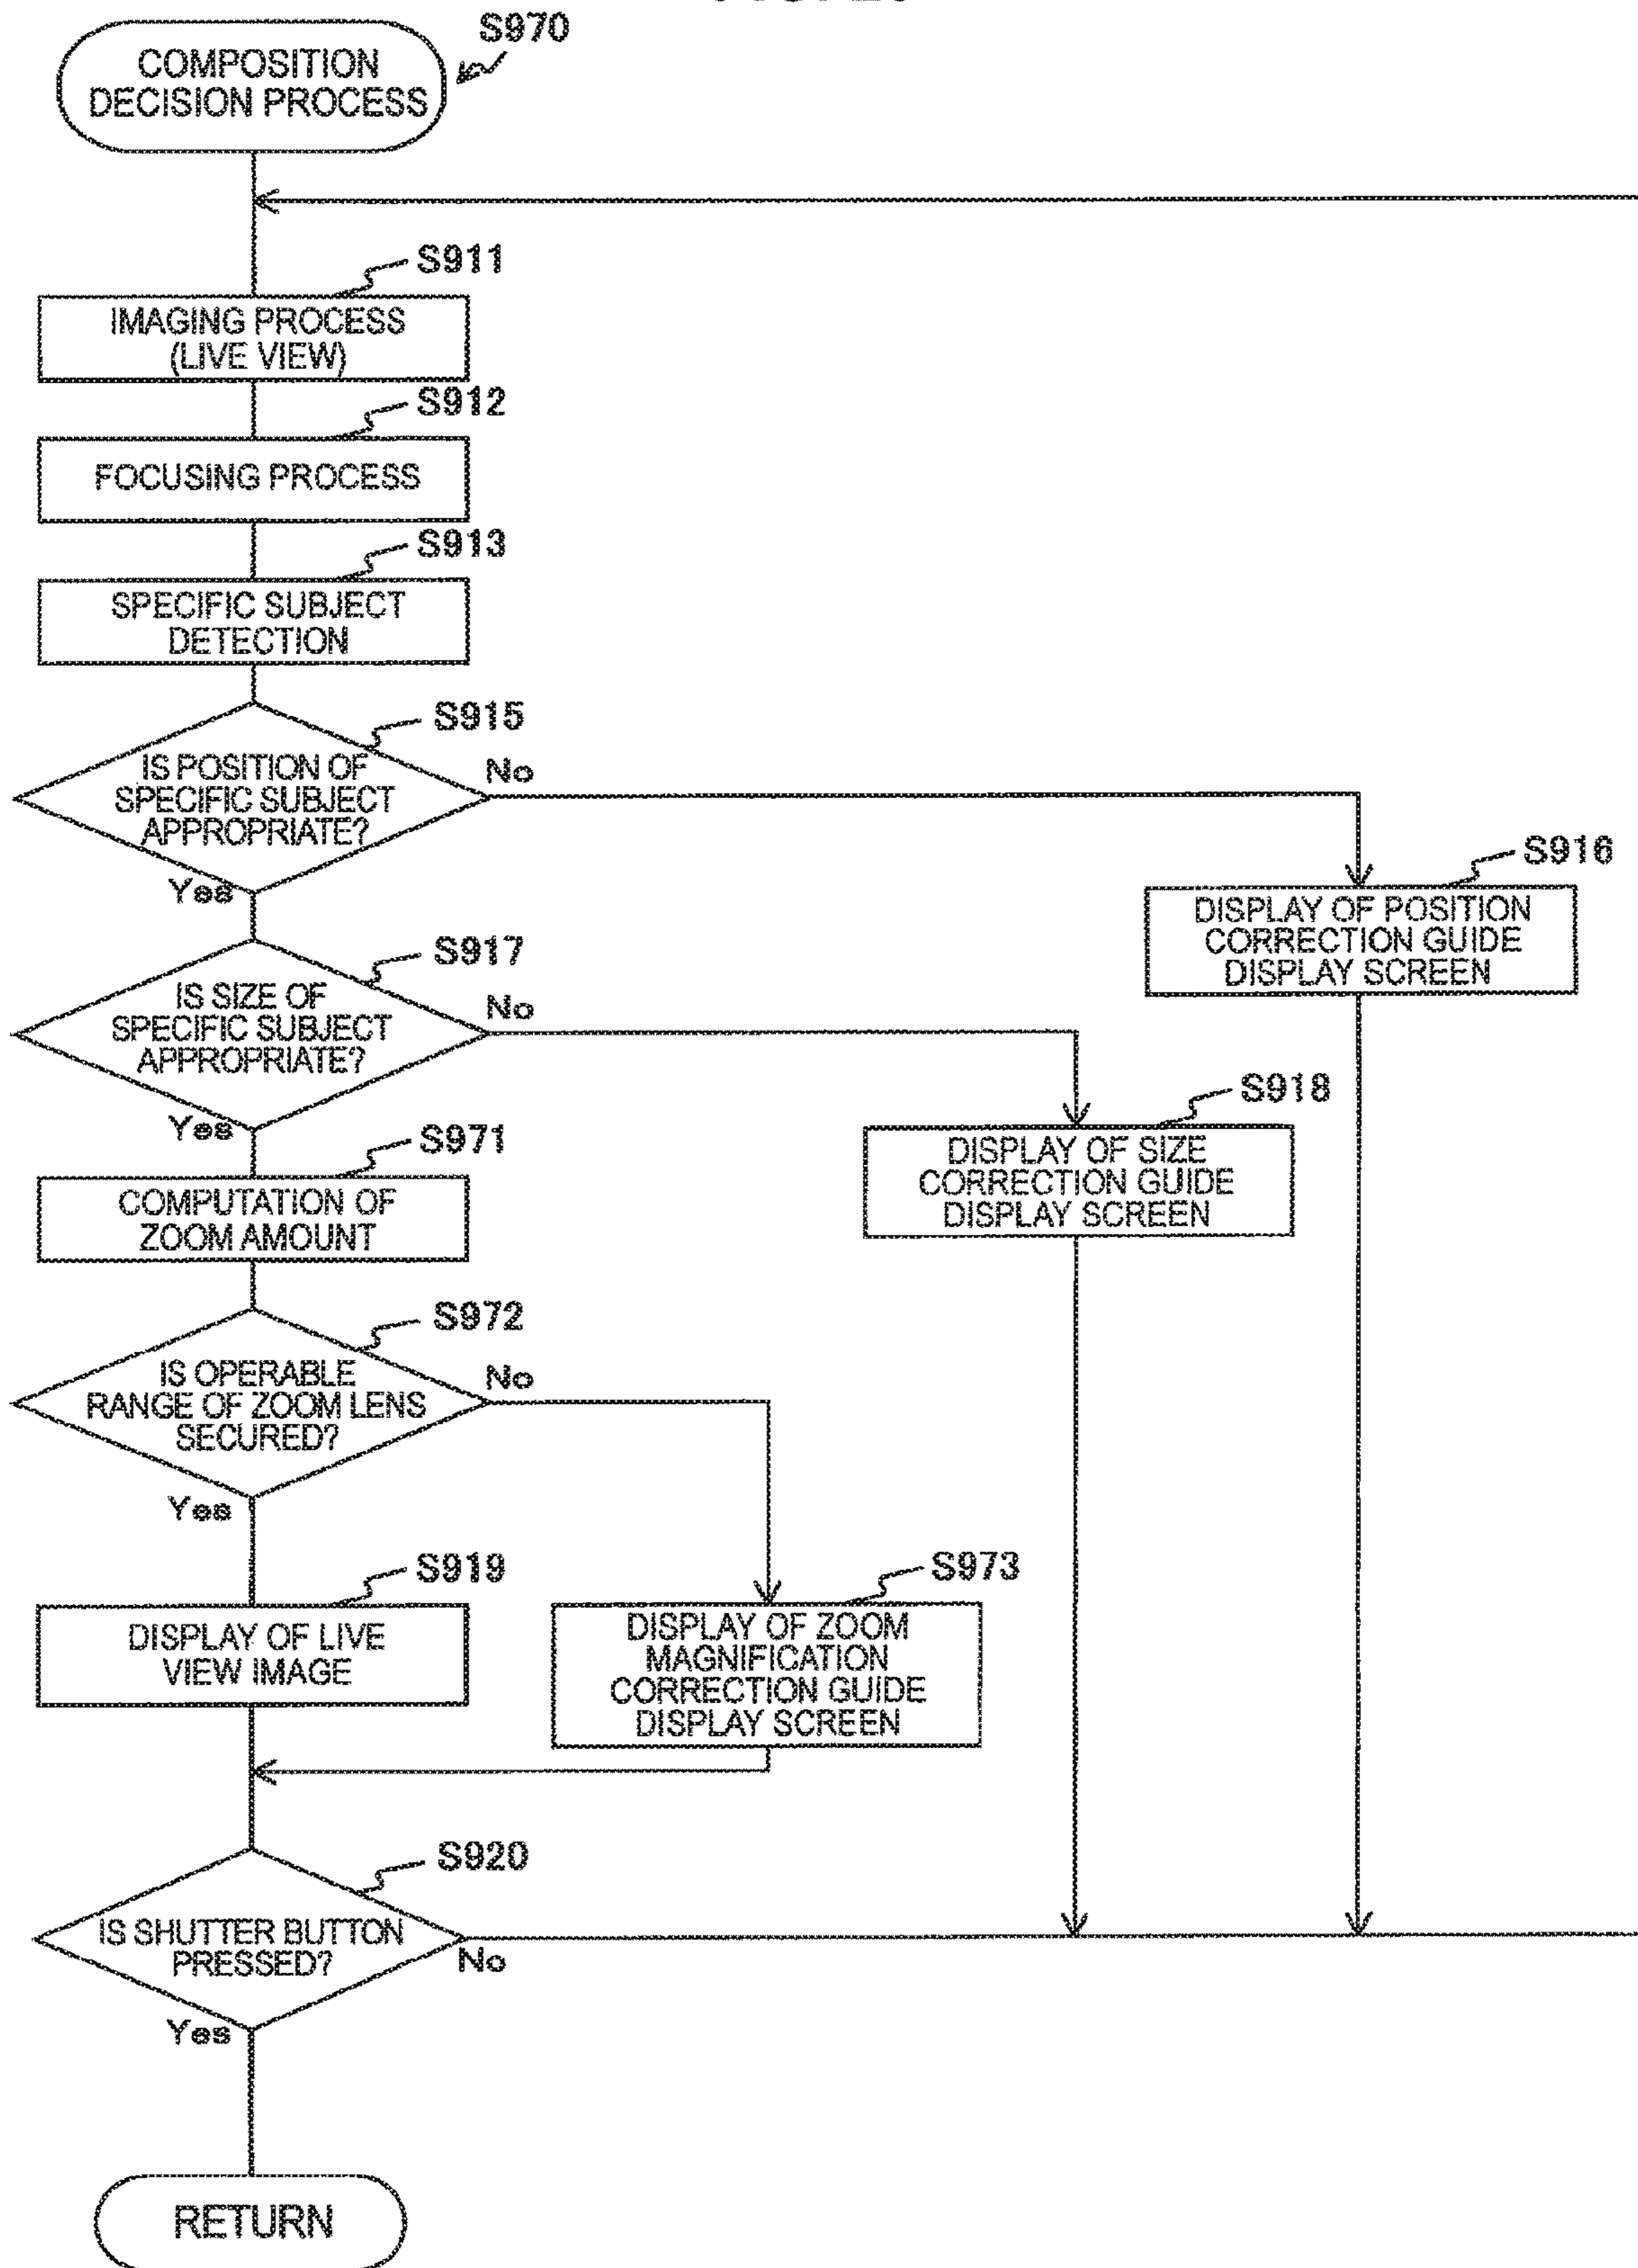 S970
COMPOSITION
DECISION PROCESS
S911
IMAGING PROCESS
(LIVE VIEW)
S912
FOCUSING PROCESS
S913
SPECIFIC SUBJECT
DETECTION
S915
IS POSITION OF
SPECIFIC SUBJECT
APPROPRIATE?
No
Yes
S916
DISPLAY OF POSITION
CORRECTION GUIDE
DISPLAY SCREEN
S917
IS SIZE OF
SPECIFIC SUBJECT
APPROPRIATE?
No
Yes
S918
DISPLAY OF SIZE
CORRECTION GUIDE
DISPLAY SCREEN
S971
COMPUTATION OF
ZOOM AMOUNT
S972
IS OPERABLE
RANGE OF ZOOM LENS
SECURED?
No
Yes
S919
DISPLAY OF LIVE
VIEW IMAGE
S973
DISPLAY OF ZOOM
MAGNIFICATION
CORRECTION GUIDE
DISPLAY SCREEN
S920
IS SHUTTER BUTTON
PRESSED?
No
Yes
RETURN